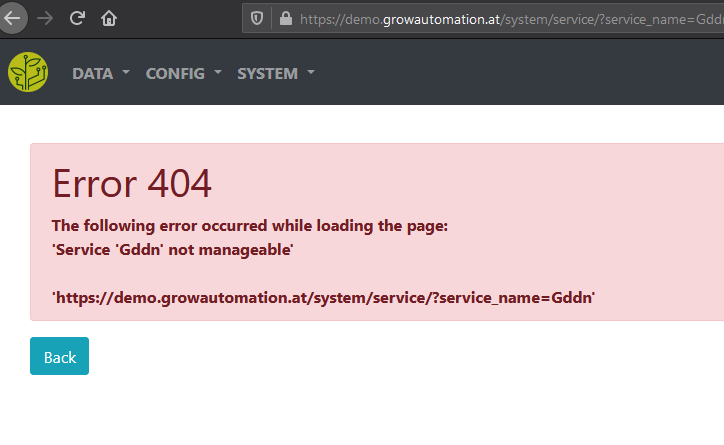 https://demo.growautomation.at/system/service/?service_name=Gddn
DATA CONFIG SYSTEM
Error 404
The following error occurred while loading the page:
'Service 'Gddn' not manageable'
'https://demo.growautomation.at/system/service/?service_name=Gddn'
Back